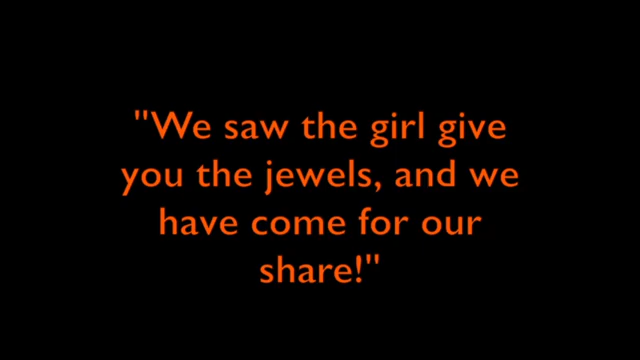 "We saw the girl give
you the jewels, and we
have come for our
share!"